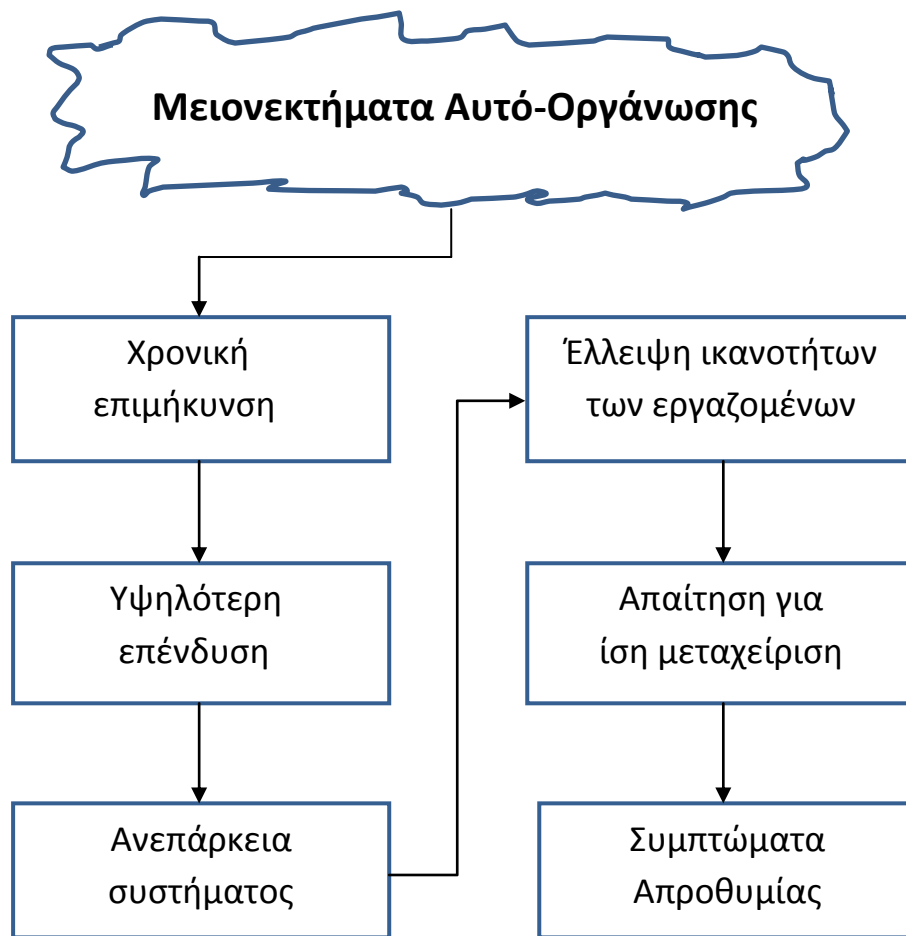 Μειονεκτήματα Αυτό-Οργάνωσης
Χρονική
επιμήκυνση
Υψηλότερη
επένδυση
Ανεπάρκεια
συστήματος
Έλλειψη ικανοτήτων
των εργαζομένων
Απαίτηση για
ίση μεταχείριση
Συμπτώματα
Απροθυμίας